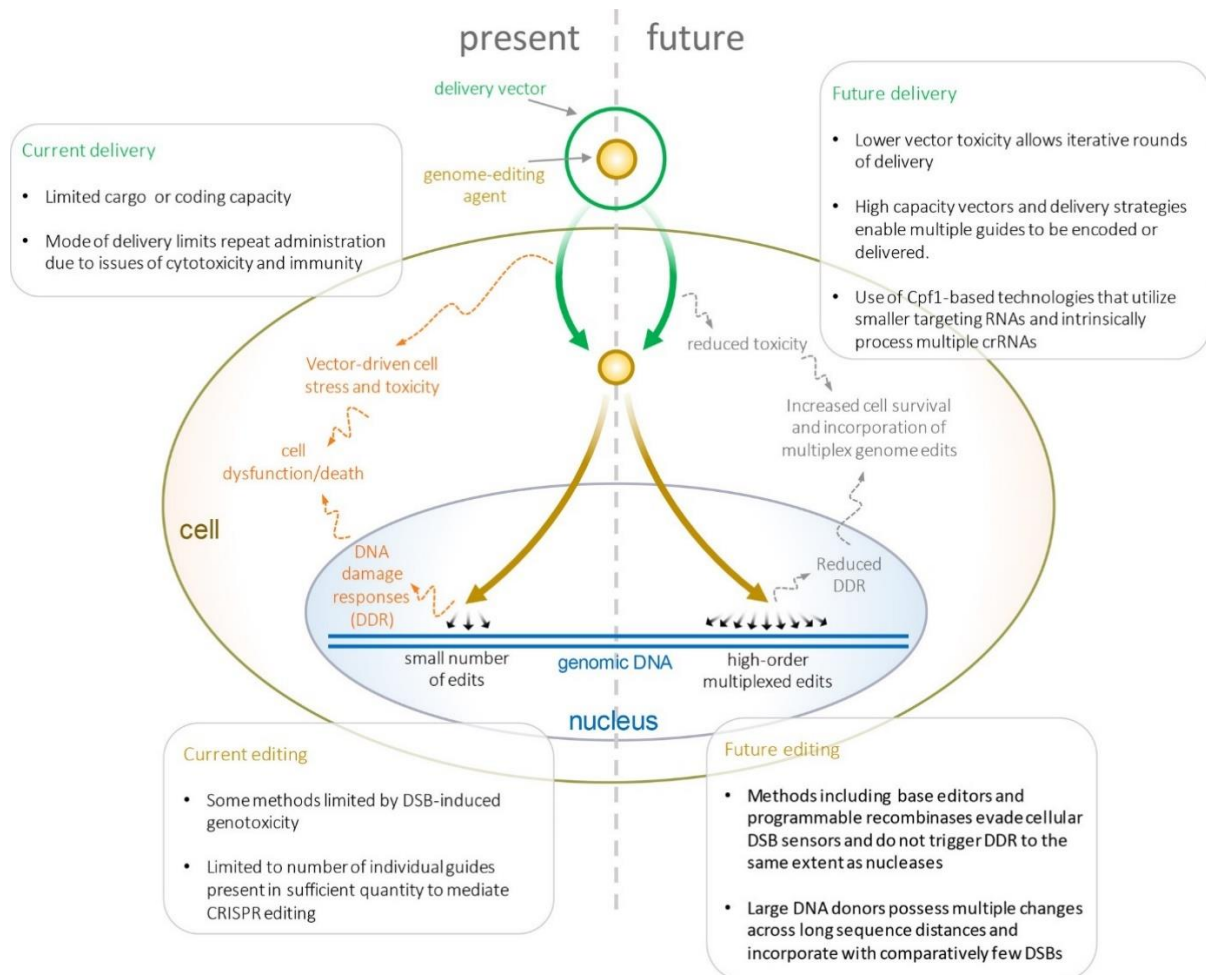 present
future
delivery vector
genome-editing
agent
Current delivery
• Limited cargo or coding capacity
• Mode of delivery limits repeat administration
due to issues of cytotoxicity and immunity
Future delivery
• Lower vector toxicity allows iterative rounds
of delivery
• High capacity vectors and delivery strategies
enable multiple guides to be encoded or
delivered.
• Use of Cpf1-based technologies that utilize
smaller targeting RNAs and intrinsically
process multiple crRNAs
Vector-driven cell
stress and toxicity
reduced toxicity
cell
dysfunction/death
Increased cell survival
and incorporation of
multiplex genome edits
cell
DNA
damage
responses
(DDR)
Reduced
DDR
small number
of edits
genomic DNA
high-order
multiplexed edits
nucleus
Current editing
• Some methods limited by DSB-induced
genotoxicity
• Limited to number of individual guides
present in sufficient quantity to mediate
CRISPR editing
Future editing
• Methods including base editors and
programmable recombinases evade cellular
DSB sensors and do not trigger DDR to the
same extent as nucleases
• Large DNA donors possess multiple changes
across long sequence distances and
incorporate with comparatively few DSBs